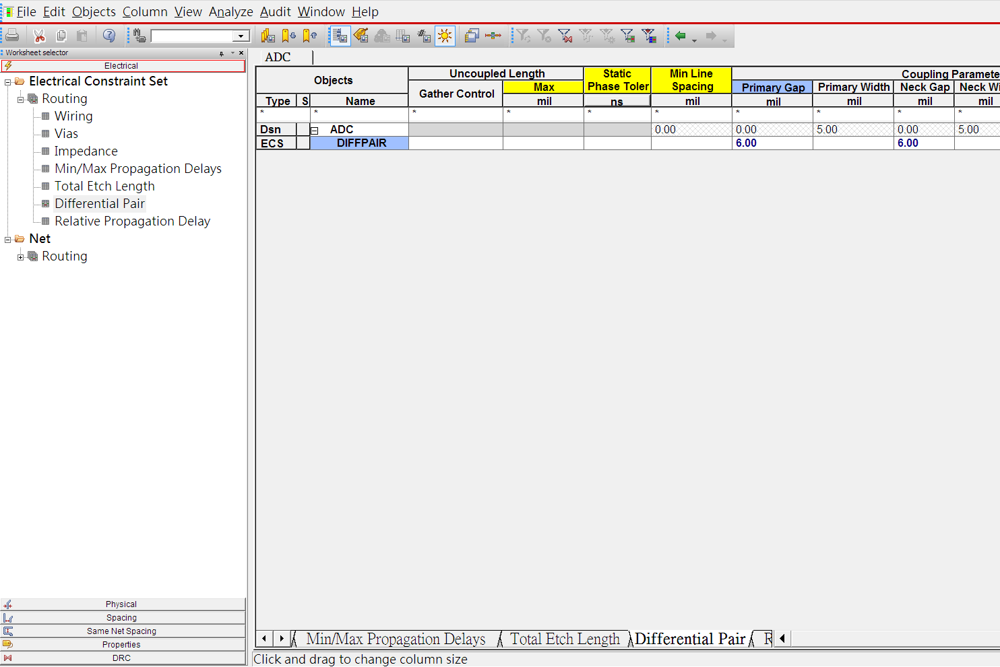 File Edit Objects Column View Analyze Audit Window Help
Worksheet selector
Electrical
Electrical Constraint Set
Routing
Wiring
Vias
Impedance
Min/Max Propagation Delays
Total Etch Length
Differential Pair
Relative Propagation Delay
Net
Routing
Physical
Spacing
Same Net Spacing
Properties
DRC
ADC
Objects Uncoupled Length Static Phase Toler Min Line Spacing Coupling Paramete
Gather Control Max Primary Gap Primary Width Neck Gap Neck Wi
Type S Name mil ns mil mil mil mil mil
* * * * * * * * * *
Dsn ADC 0.00 0.00 5.00 0.00 5.00
ECS DIFFPAIR 6.00 6.00
Min/Max Propagation Delays Total Etch Length Differential Pair R
Click and drag to change column size